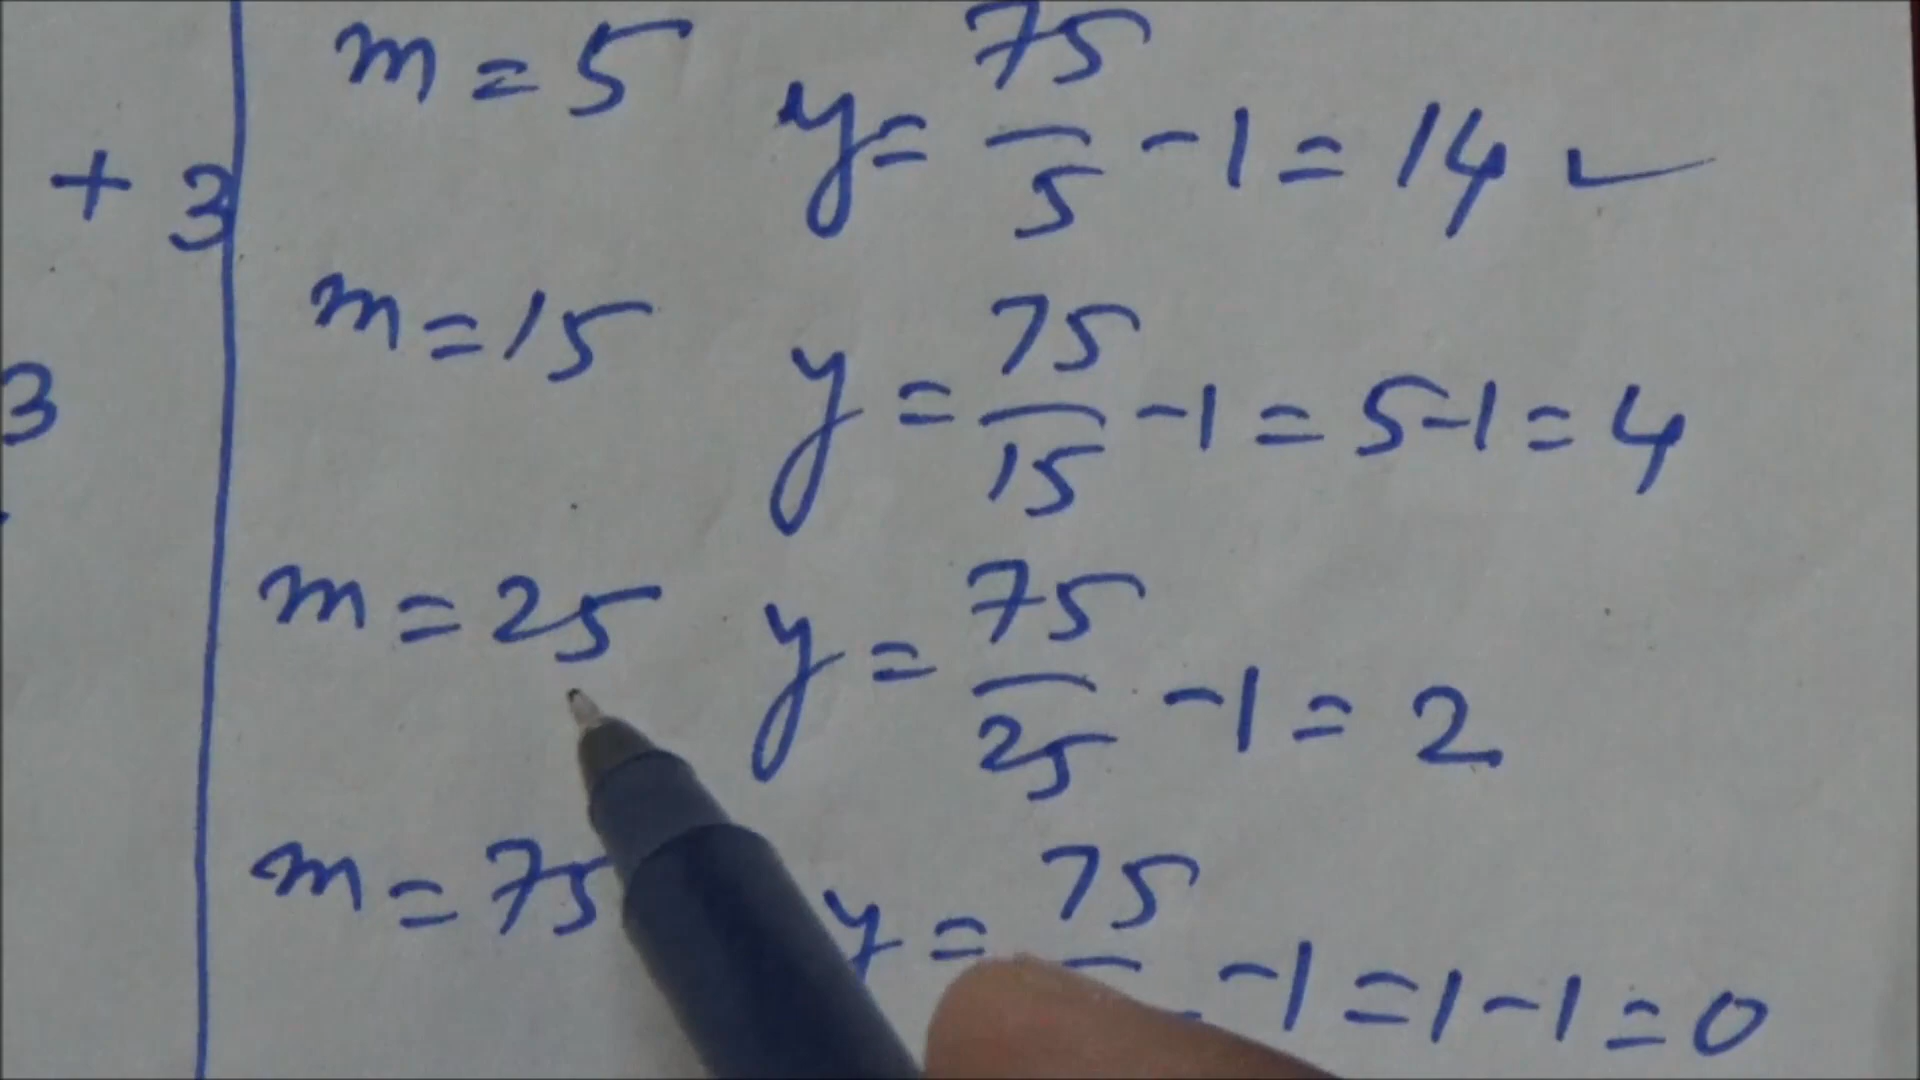 m = 5 y = 75/5 - 1 = 14 ✓
+ 3
m = 15 y = 75/15 - 1 = 5 - 1 = 4
3
m = 25 y = 75/25 - 1 = 2
m = 75 y = 75/ - 1 = 1 - 1 = 0